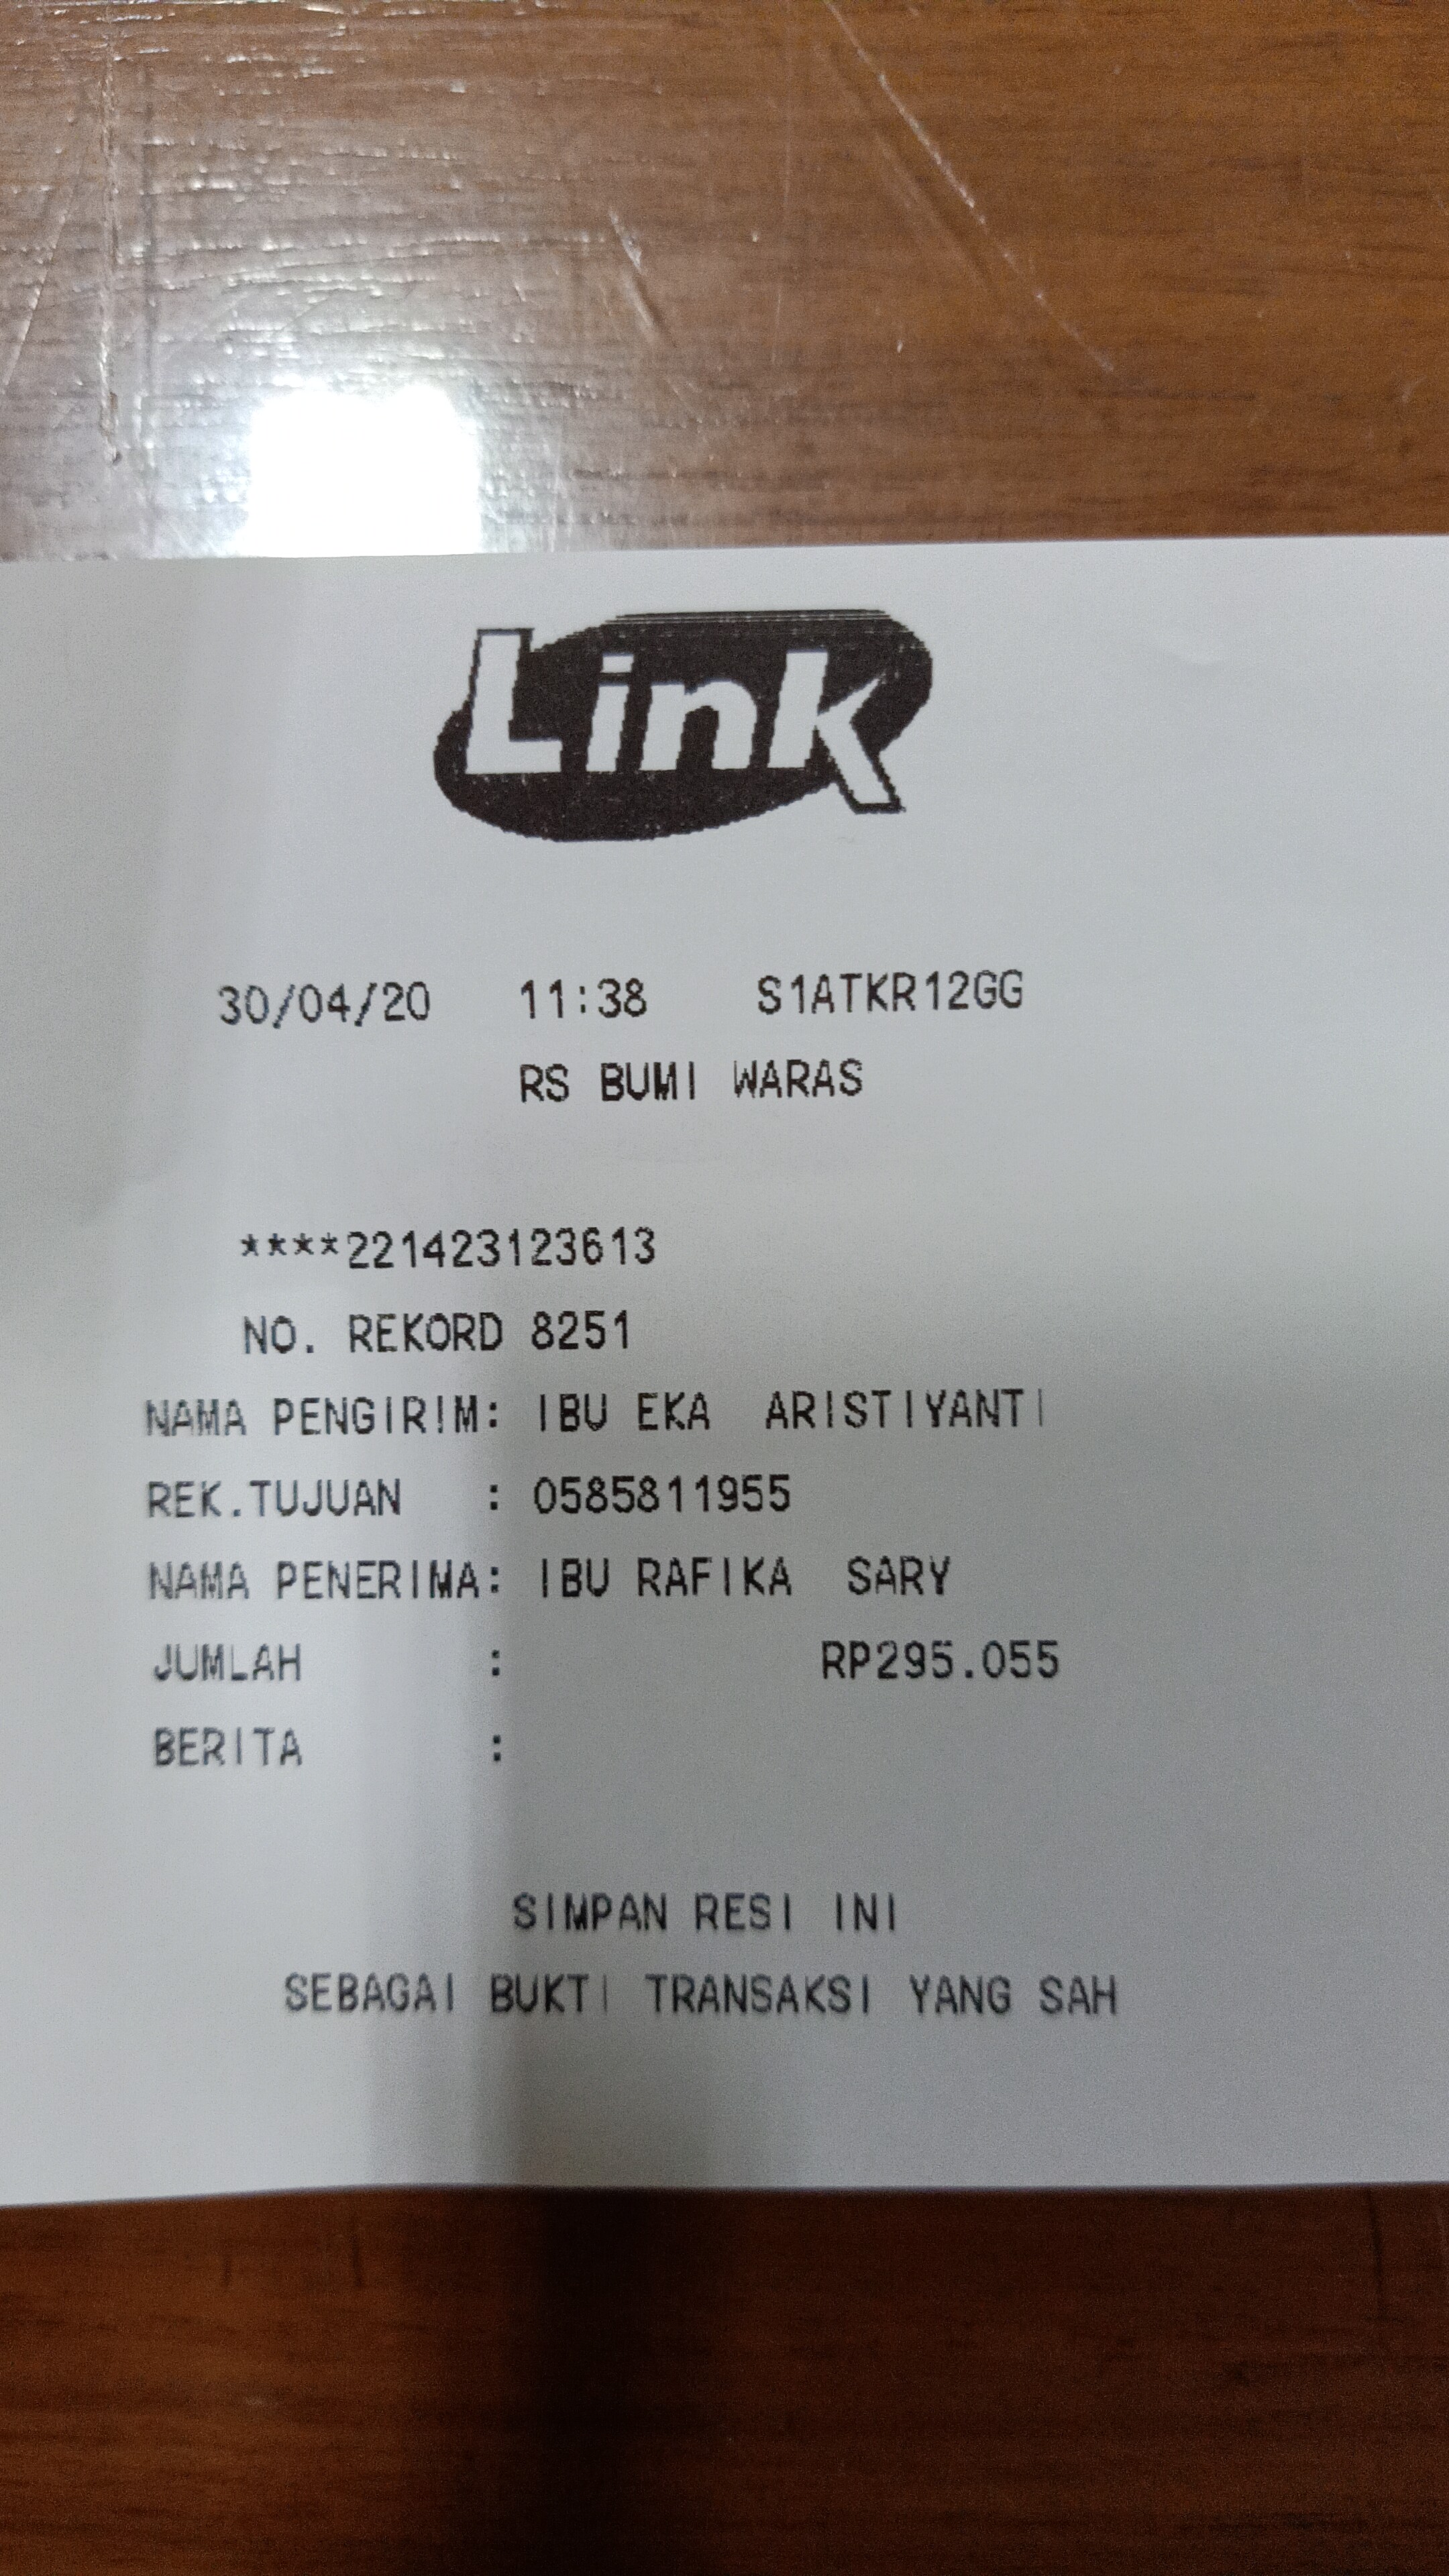 Link
30/04/20 11:38 S1ATKR12GG
RS BUMI WARAS
****221423123613
NO. REKORD 8251
NAMA PENGIRIM: IBU EKA ARISTIYANTI
REK.TUJUAN : 0585811955
NAMA PENERIMA: IBU RAFIKA SARY
JUMLAH : RP295.055
BERITA :
SIMPAN RESI INI
SEBAGAI BUKTI TRANSAKSI YANG SAH